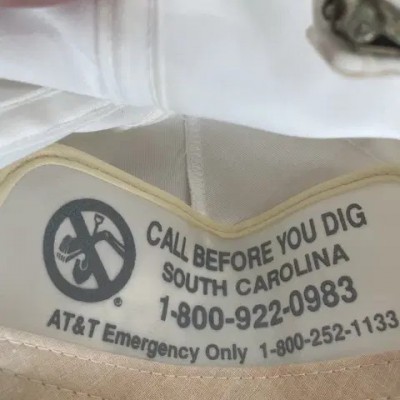 CALL BEFORE YOU DIG
SOUTH CAROLINA
®
1-800-922-0983
AT&T Emergency Only 1-800-252-1133